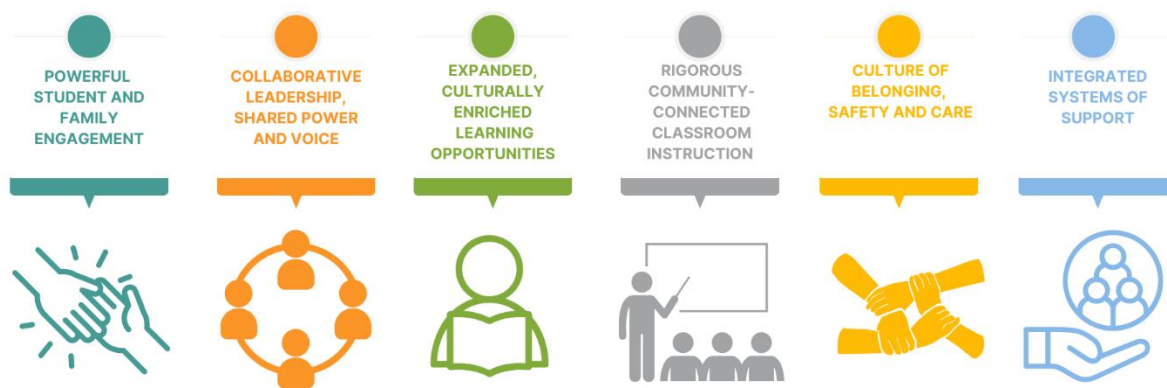 POWERFUL
STUDENT AND
FAMILY
ENGAGEMENT
COLLABORATIVE
LEADERSHIP,
SHARED POWER
AND VOICE
EXPANDED,
CULTURALLY
ENRICHED
LEARNING
OPPORTUNITIES
RIGOROUS
COMMUNITY-
CONNECTED
CLASSROOM
INSTRUCTION
CULTURE OF
BELONGING,
SAFETY AND CARE
INTEGRATED
SYSTEMS OF
SUPPORT